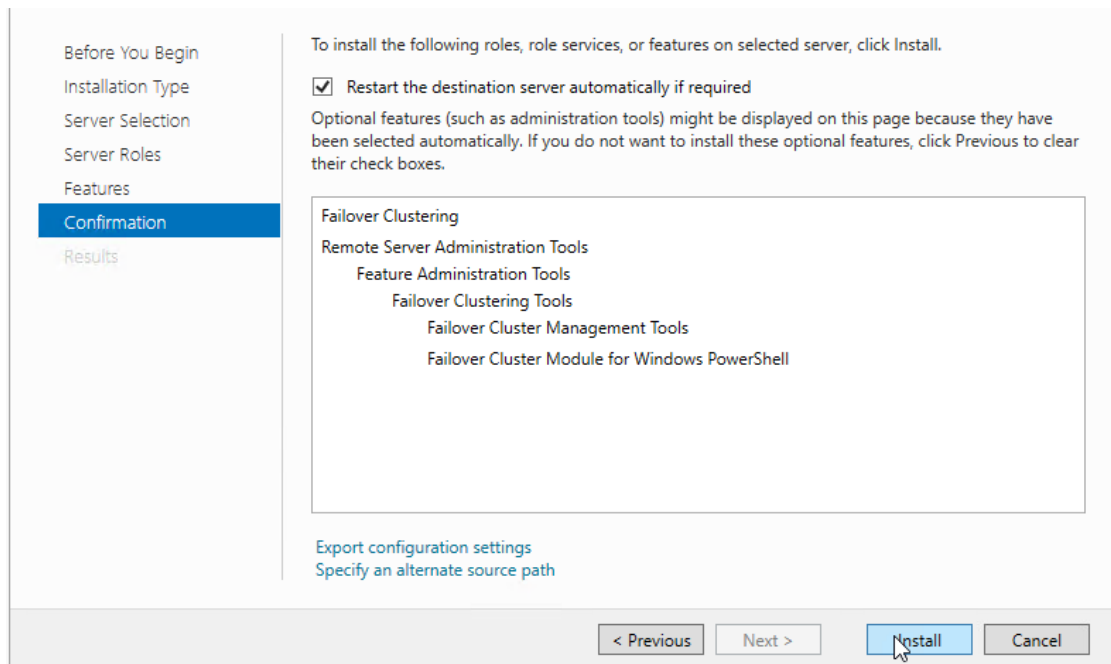 Before You Begin
Installation Type
Server Selection
Server Roles
Features
Confirmation
Results
To install the following roles, role services, or features on selected server, click Install.
Restart the destination server automatically if required
Optional features (such as administration tools) might be displayed on this page because they have
been selected automatically. If you do not want to install these optional features, click Previous to clear
their check boxes.
Failover Clustering
Remote Server Administration Tools
Feature Administration Tools
Failover Clustering Tools
Failover Cluster Management Tools
Failover Cluster Module for Windows PowerShell
Export configuration settings
Specify an alternate source path
< Previous
Next >
Install
Cancel